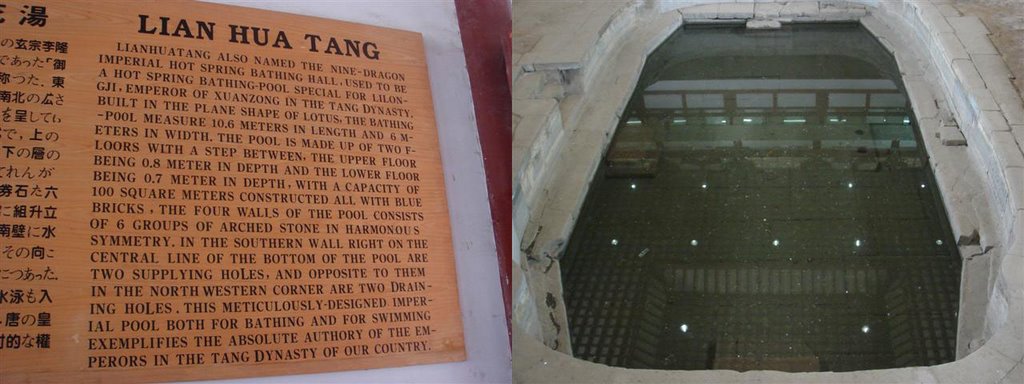 花湯
の玄宗李隆
であった「御
称つた、東
南北の広さ
を呈してい
で,上の
下の層の
てれんが
券石た六
に組升立
南壁に水
その向こ
につあった.
水泳も入
唐の皇
対的な權
LIAN HUA TANG
LIANHUATANG ALSO NAMED THE NINE-DRAGON
IMPERIAL HOT SPRING BATHING HALL, USED TO BE
A HOT SPRING BATHING-POOL SPECIAL FOR LILON-
GJI, EMPEROR OF XUANZONG IN THE TANG DYNASTY.
BUILT IN THE PLANE SHAPE OF LOTUS, THE BATHING
-POOL MEASURE 10.6 METERS IN LENGTH AND 6 M-
ETERS IN WIDTH. THE POOL IS MADE UP OF TWO F-
LOORS WITH A STEP BETWEEN, THE UPPER FLOOR
BEING 0.8 METER IN DEPTH AND THE LOWER FLOOR
BEING 0.7 METER IN DEPTH, WITH A CAPACITY OF
100 SQUARE METERS CONSTRUCTED ALL WITH BLUE
BRICKS, THE FOUR WALLS OF THE POOL CONSISTS
OF 6 GROUPS OF ARCHED STONE IN HARMONOUS
SYMMETRY. IN THE SOUTHERN WALL RIGHT ON THE
CENTRAL LINE OF THE BOTTOM OF THE POOL ARE
TWO SUPPLYING HOLES, AND OPPOSITE TO THEM
IN THE NORTH WESTERN CORNER ARE TWO DRAIN-
ING HOLES. THIS METICULOUSLY-DESIGNED IMPER-
IAL POOL BOTH FOR BATHING AND FOR SWIMMING
EXEMPLIFIES THE ABSOLUTE AUTHORY OF THE EM-
PERORS IN THE TANG DYNASTY OF OUR COUNTRY.